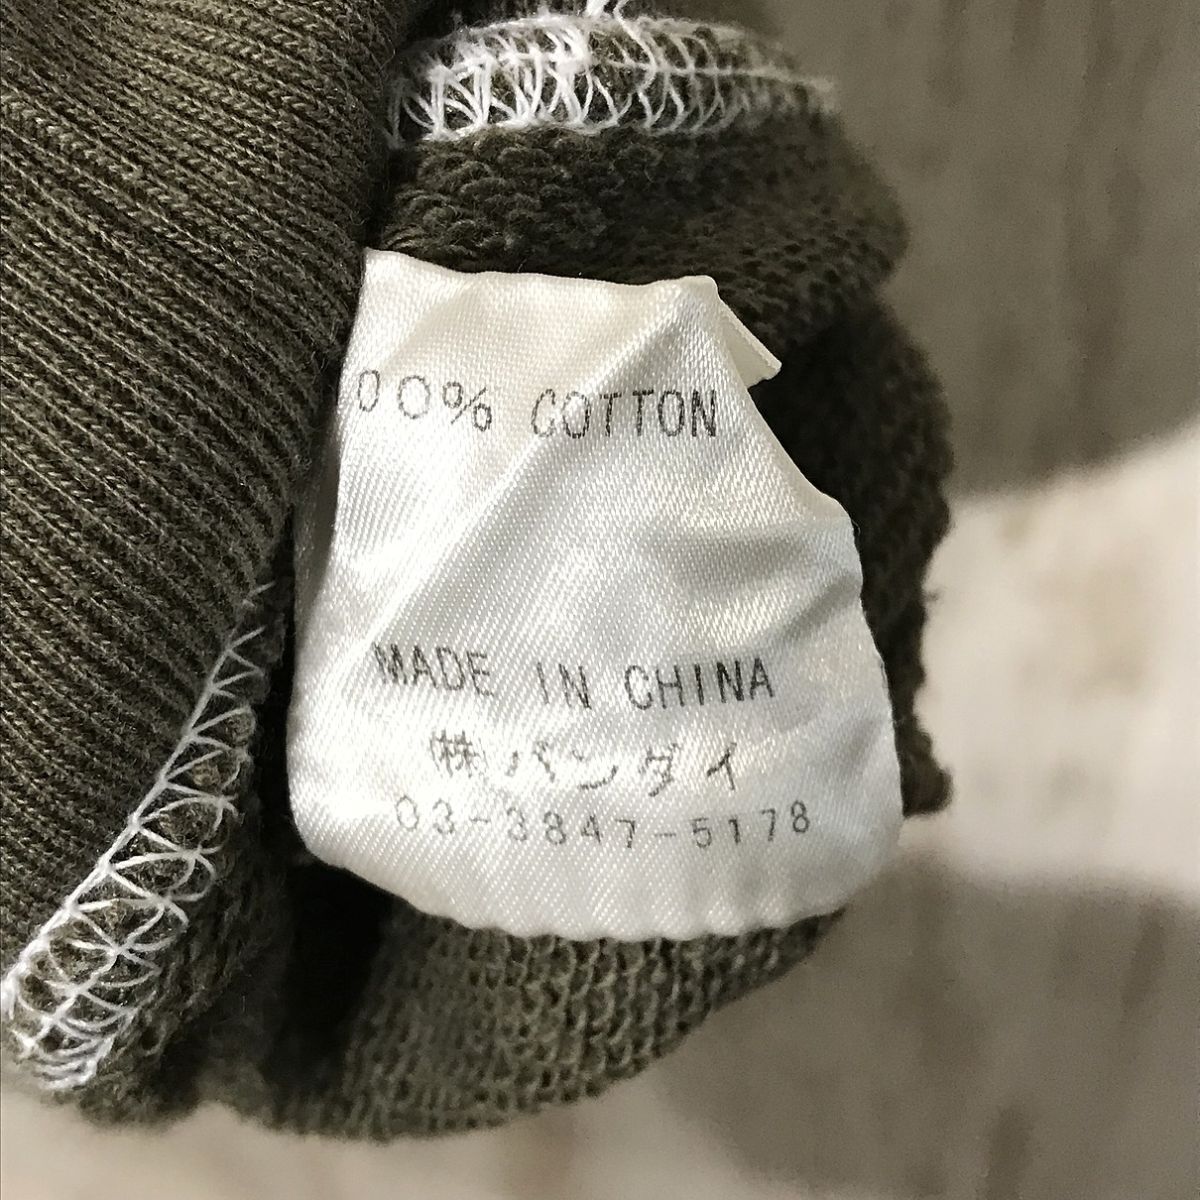 00% COTTON
MADE IN CHINA
㈱バンダイ
03-3847-5178